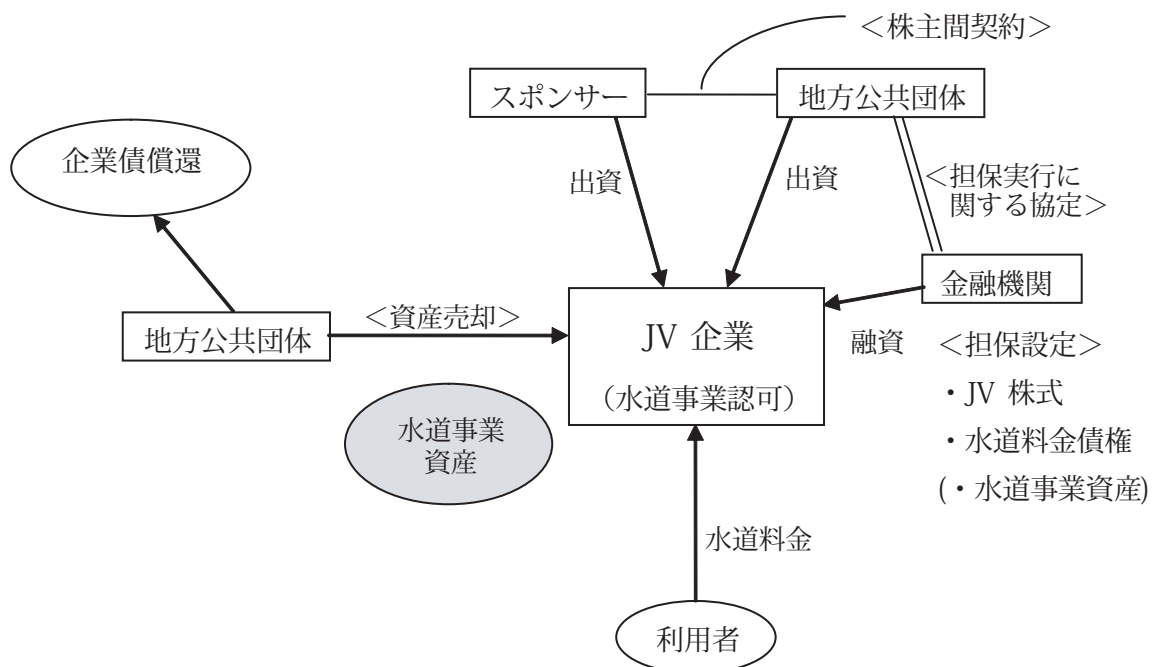 ＜株主間契約＞
スポンサー
地方公共団体
企業債償還
出資
出資
＜担保実行に
関する協定＞
金融機関
地方公共団体
＜資産売却＞
JV 企業
（水道事業認可）
融資
＜担保設定＞
・JV 株式
・水道料金債権
(・水道事業資産)
水道事業
資産
水道料金
利用者